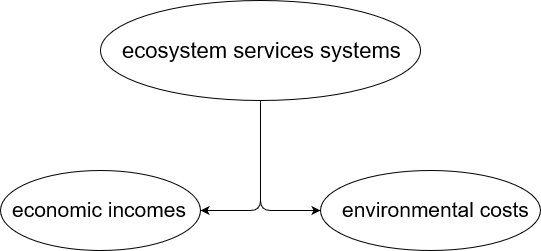 ecosystem services systems
economic incomes
environmental costs